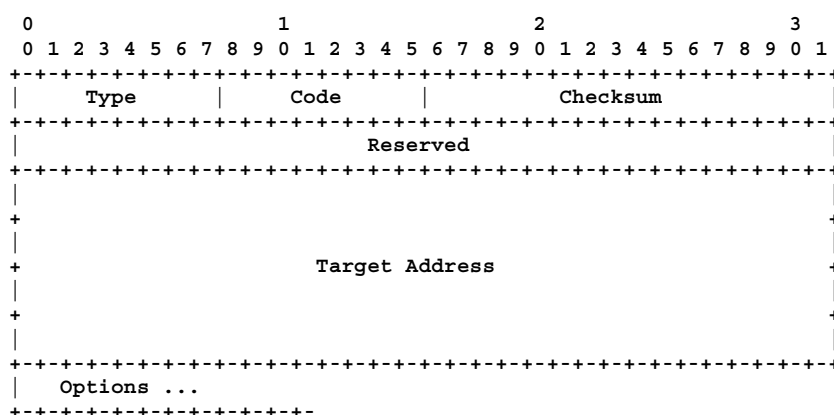 0                   1                   2                   3
 0 1 2 3 4 5 6 7 8 9 0 1 2 3 4 5 6 7 8 9 0 1 2 3 4 5 6 7 8 9 0 1
+-+-+-+-+-+-+-+-+-+-+-+-+-+-+-+-+-+-+-+-+-+-+-+-+-+-+-+-+-+-+-+-+
|     Type      |     Code      |          Checksum             |
+-+-+-+-+-+-+-+-+-+-+-+-+-+-+-+-+-+-+-+-+-+-+-+-+-+-+-+-+-+-+-+-+
|                           Reserved                            |
+-+-+-+-+-+-+-+-+-+-+-+-+-+-+-+-+-+-+-+-+-+-+-+-+-+-+-+-+-+-+-+-+
|                                                               |
+                                                               +
|                                                               |
+                       Target Address                          +
|                                                               |
+                                                               +
|                                                               |
+-+-+-+-+-+-+-+-+-+-+-+-+-+-+-+-+-+-+-+-+-+-+-+-+-+-+-+-+-+-+-+-+
|   Options ...
+-+-+-+-+-+-+-+-+-+-+-+-